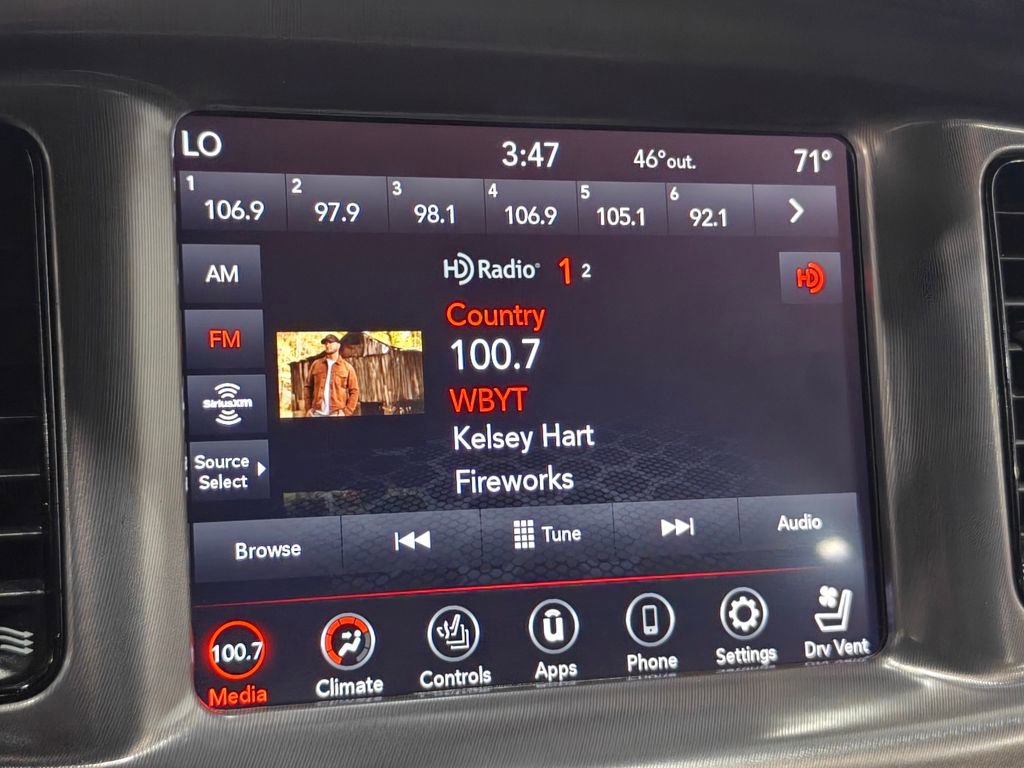 LO 3:47 46°out. 71°
1 106.9 2 97.9 3 98.1 4 106.9 5 105.1 6 92.1
AM
FM
SiriusXM
Source
Select
HD Radio® 1 2
HD
Country
100.7
WBYT
Kelsey Hart
Fireworks
Browse Tune Audio
100.7
Media Climate Controls Apps Phone Settings Drv Vent